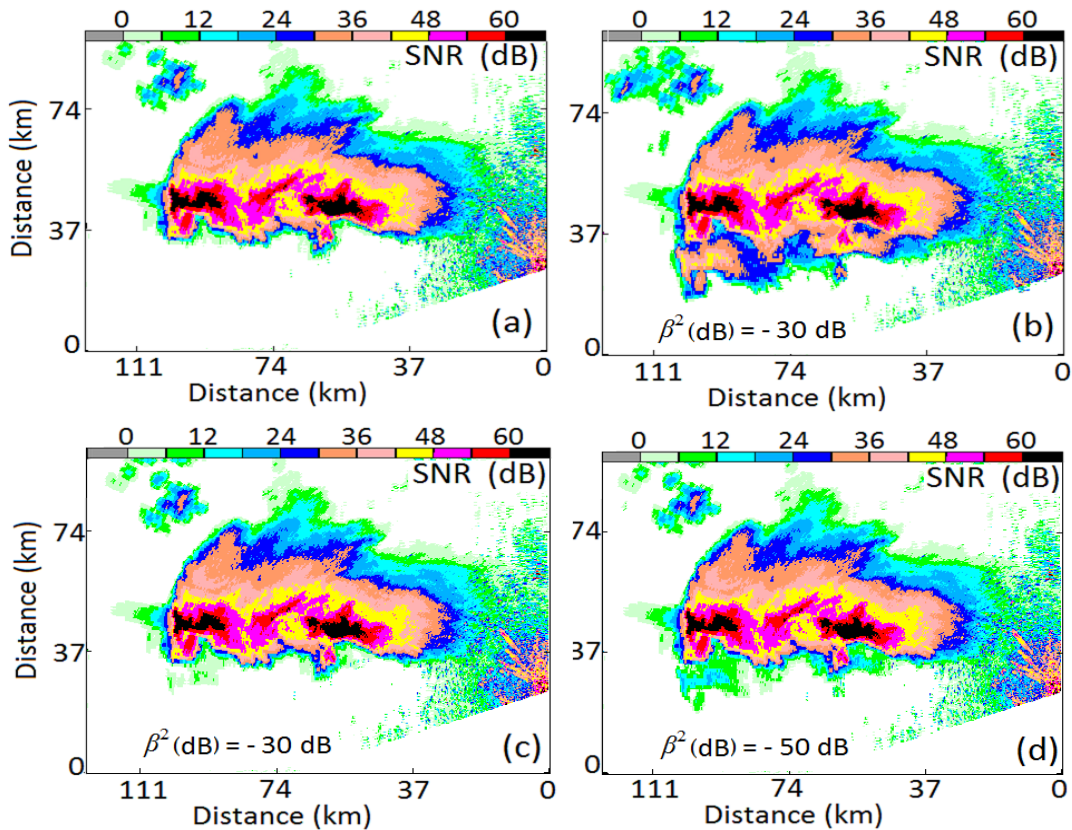 0 12 24 36 48 60
SNR (dB)
Distance (km)
74
37
0
(a)
111 74 37 0
Distance (km)
0 12 24 36 48 60
SNR (dB)
74
37
0
β² (dB) = - 30 dB
(b)
111 74 37 0
Distance (km)
0 12 24 36 48 60
SNR (dB)
Distance (km)
74
37
0
β² (dB) = - 30 dB
(c)
111 74 37 0
Distance (km)
0 12 24 36 48 60
SNR (dB)
74
37
0
β² (dB) = - 50 dB
(d)
111 74 37 0
Distance (km)